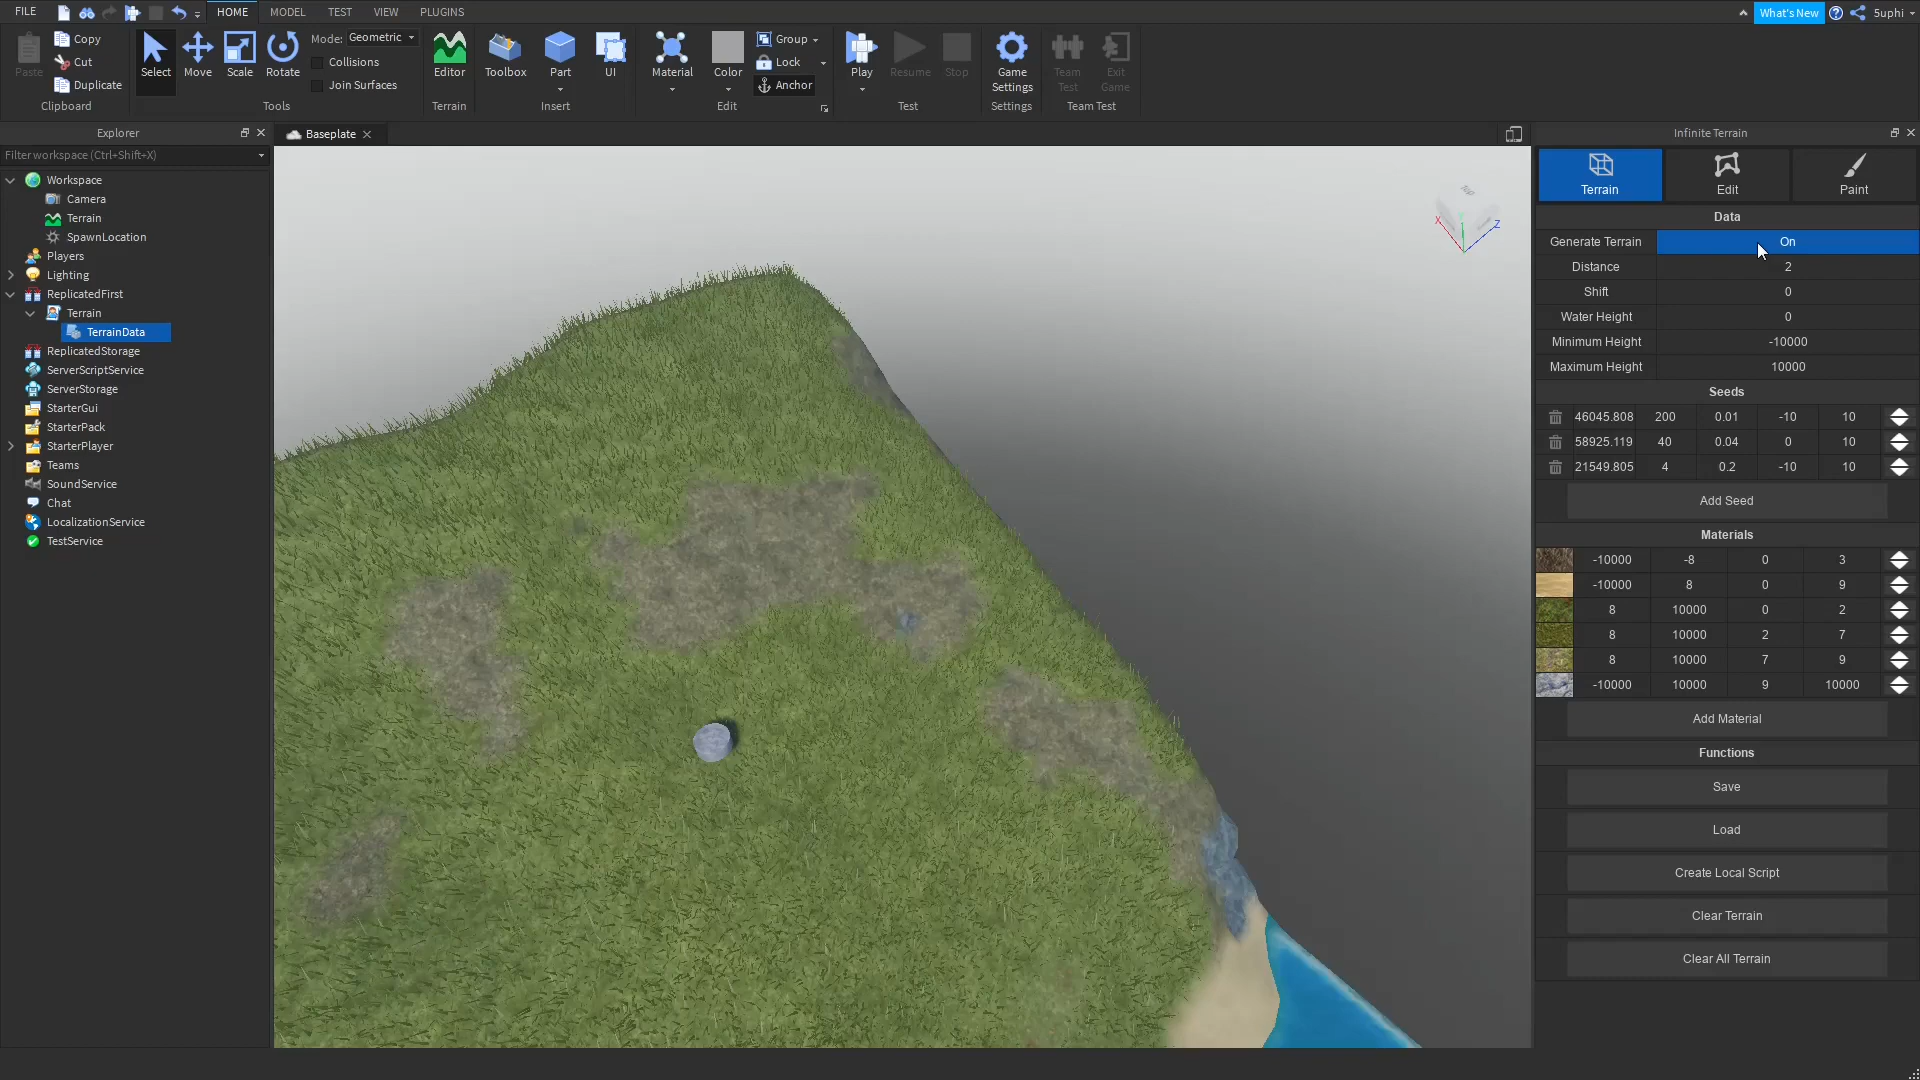 FILE HOME MODEL TEST VIEW PLUGINS What's New 5uphi
Paste Copy Cut Duplicate Clipboard
Select Move Scale Rotate Mode: Geometric Collisions Join Surfaces Tools
Editor Terrain
Toolbox Part UI Insert
Material Color Group Lock Anchor Edit
Play Resume Stop Test
Game Settings Settings
Team Test Exit Game Team Test
Explorer
Filter workspace (Ctrl+Shift+X)
Workspace
Camera
Terrain
SpawnLocation
Players
Lighting
ReplicatedFirst
Terrain
TerrainData
ReplicatedStorage
ServerScriptService
ServerStorage
StarterGui
StarterPack
StarterPlayer
Teams
SoundService
Chat
LocalizationService
TestService
Baseplate
X Z
Infinite Terrain
Terrain Edit Paint
Data
Generate Terrain On
Distance 2
Shift 0
Water Height 0
Minimum Height -10000
Maximum Height 10000
Seeds
46045.808 200 0.01 -10 10
58925.119 40 0.04 0 10
21549.805 4 0.2 -10 10
Add Seed
Materials
-10000 -8 0 3
-10000 8 0 9
8 10000 0 2
8 10000 2 7
8 10000 7 9
-10000 10000 9 10000
Add Material
Functions
Save
Load
Create Local Script
Clear Terrain
Clear All Terrain